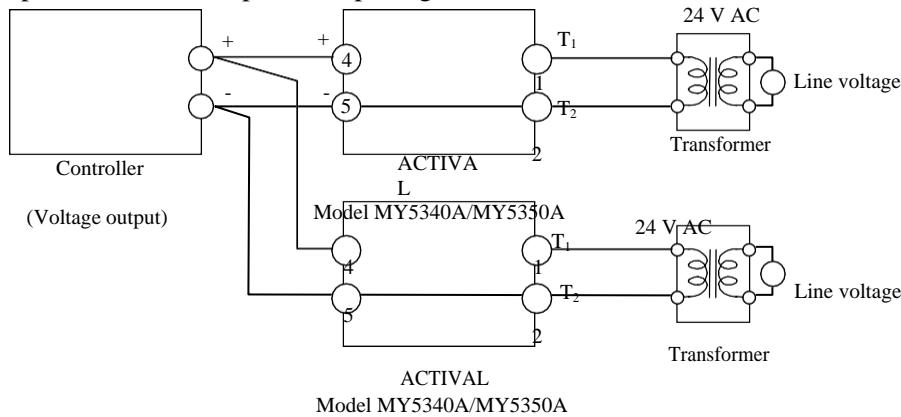 24 V AC
+ + T₁
4
- - 1 Line voltage
5 T₂
2
Controller ACTIVA Transformer
L
(Voltage output) Model MY5340A/MY5350A
24 V AC
T₁
4 1
T₂ Line voltage
5 2
Transformer
ACTIVAL
Model MY5340A/MY5350A